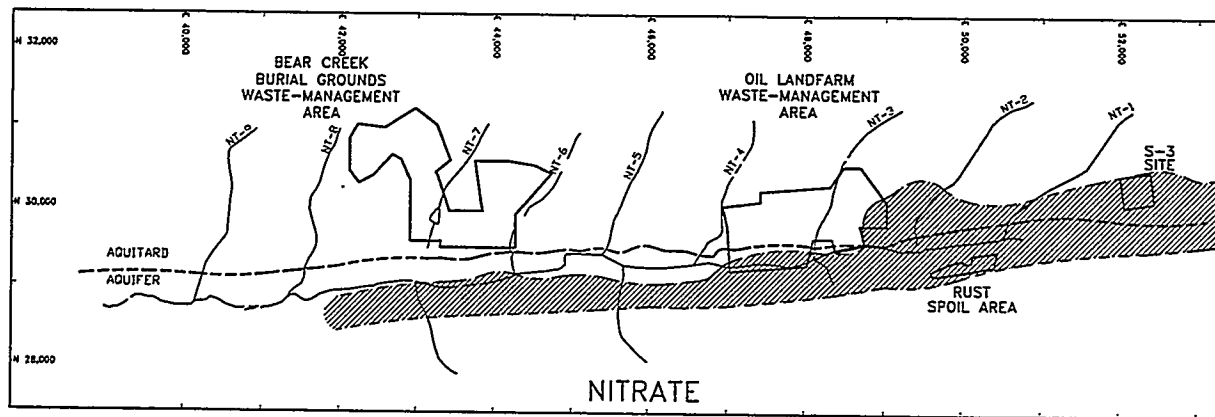 N 32,000
E 40,000
E 42,000
E 44,000
E 46,000
E 48,000
E 50,000
E 52,000
BEAR CREEK
BURIAL GROUNDS
WASTE-MANAGEMENT
AREA
OIL LANDFARM
WASTE-MANAGEMENT
AREA
NT-9
NT-8
NT-7
NT-6
NT-5
NT-4
NT-3
NT-2
NT-1
S-3
SITE
N 30,000
AQUITARD
AQUIFER
RUST
SPOIL AREA
N 28,000
NITRATE